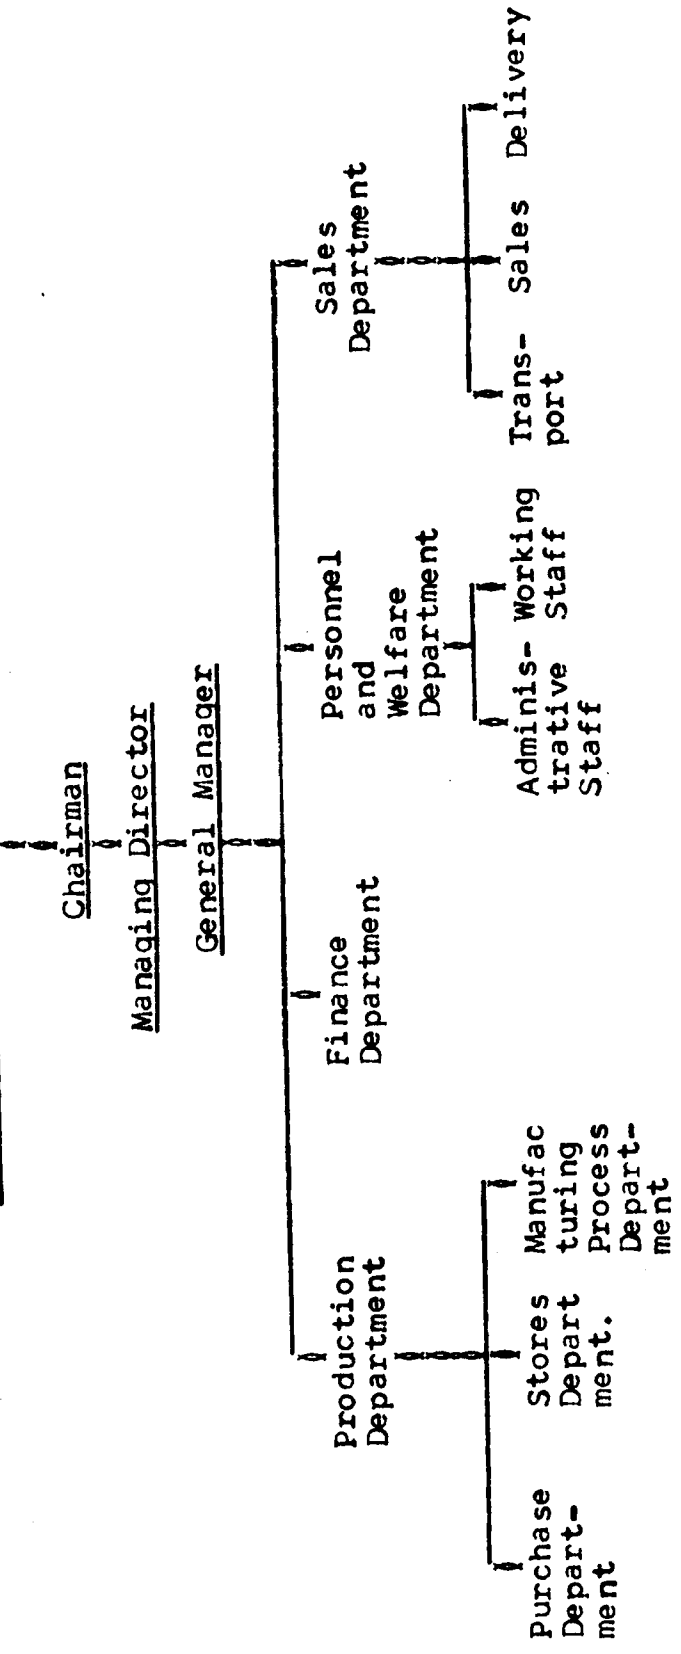 Chairman
Managing Director
General Manager
Production
Department
Finance
Department
Personnel
and
Welfare
Department
Sales
Department
Purchase
Depart-
ment
Stores
Depart
ment.
Manufac
turing
Process
Depart-
ment
Adminis-
trative
Staff
Working
Staff
Trans-
port
Sales
Delivery